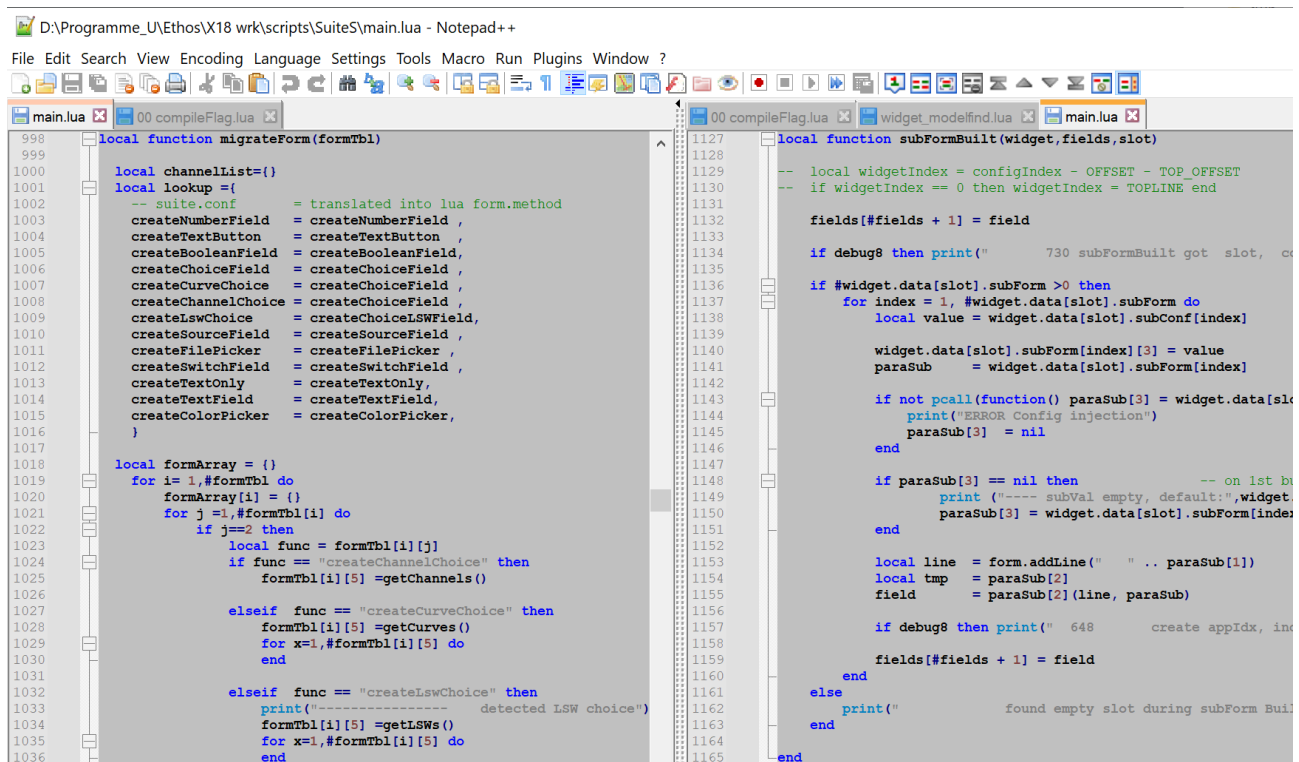 D:\Programme_U\Ethos\X18 wrk\scripts\SuiteS\main.lua - Notepad++
File Edit Search View Encoding Language Settings Tools Macro Run Plugins Window ?
main.lua 00 compileFlag.lua
998 local function migrateForm(formTbl)
999
1000 local channelList={}
1001 local lookup ={
1002 -- suite.conf = translated into lua form.method
1003 createNumberField = createNumberField ,
1004 createTextButton = createTextButton ,
1005 createBooleanField = createBooleanField,
1006 createChoiceField = createChoiceField ,
1007 createCurveChoice = createChoiceField ,
1008 createChannelChoice = createChoiceField ,
1009 createLswChoice = createChoiceLSWField,
1010 createSourceField = createSourceField ,
1011 createFilePicker = createFilePicker ,
1012 createSwitchField = createSwitchField ,
1013 createTextOnly = createTextOnly,
1014 createTextField = createTextField,
1015 createColorPicker = createColorPicker,
1016 }
1017
1018 local formArray = {}
1019 for i= 1,#formTbl do
1020 formArray[i] = {}
1021 for j =1,#formTbl[i] do
1022 if j==2 then
1023 local func = formTbl[i][j]
1024 if func == "createChannelChoice" then
1025 formTbl[i][5] =getChannels()
1026
1027 elseif func == "createCurveChoice" then
1028 formTbl[i][5] =getCurves()
1029 for x=1,#formTbl[i][5] do
1030 end
1031
1032 elseif func == "createLswChoice" then
1033 print("---------------- detected LSW choice")
1034 formTbl[i][5] =getLSWs()
1035 for x=1,#formTbl[i][5] do
1036 end
00 compileFlag.lua widget_modelfind.lua main.lua
1127 local function subFormBuilt(widget,fields,slot)
1128
1129 -- local widgetIndex = configIndex - OFFSET - TOP_OFFSET
1130 -- if widgetIndex == 0 then widgetIndex = TOPLINE end
1131
1132 fields[#fields + 1] = field
1133
1134 if debug8 then print(" 730 subFormBuilt got slot, co
1135
1136 if #widget.data[slot].subForm >0 then
1137 for index = 1, #widget.data[slot].subForm do
1138 local value = widget.data[slot].subConf[index]
1139
1140 widget.data[slot].subForm[index][3] = value
1141 paraSub = widget.data[slot].subForm[index]
1142
1143 if not pcall(function() paraSub[3] = widget.data[slo
1144 print("ERROR Config injection")
1145 paraSub[3] = nil
1146 end
1147
1148 if paraSub[3] == nil then -- on 1st bu
1149 print ("---- subVal empty, default:",widget.
1150 paraSub[3] = widget.data[slot].subForm[index
1151 end
1152
1153 local line = form.addLine(" " .. paraSub[1])
1154 local tmp = paraSub[2]
1155 field = paraSub[2](line, paraSub)
1156
1157 if debug8 then print(" 648 create appIdx, ind
1158
1159 fields[#fields + 1] = field
1160 end
1161 else
1162 print(" found empty slot during subForm Buil
1163 end
1164
1165 end